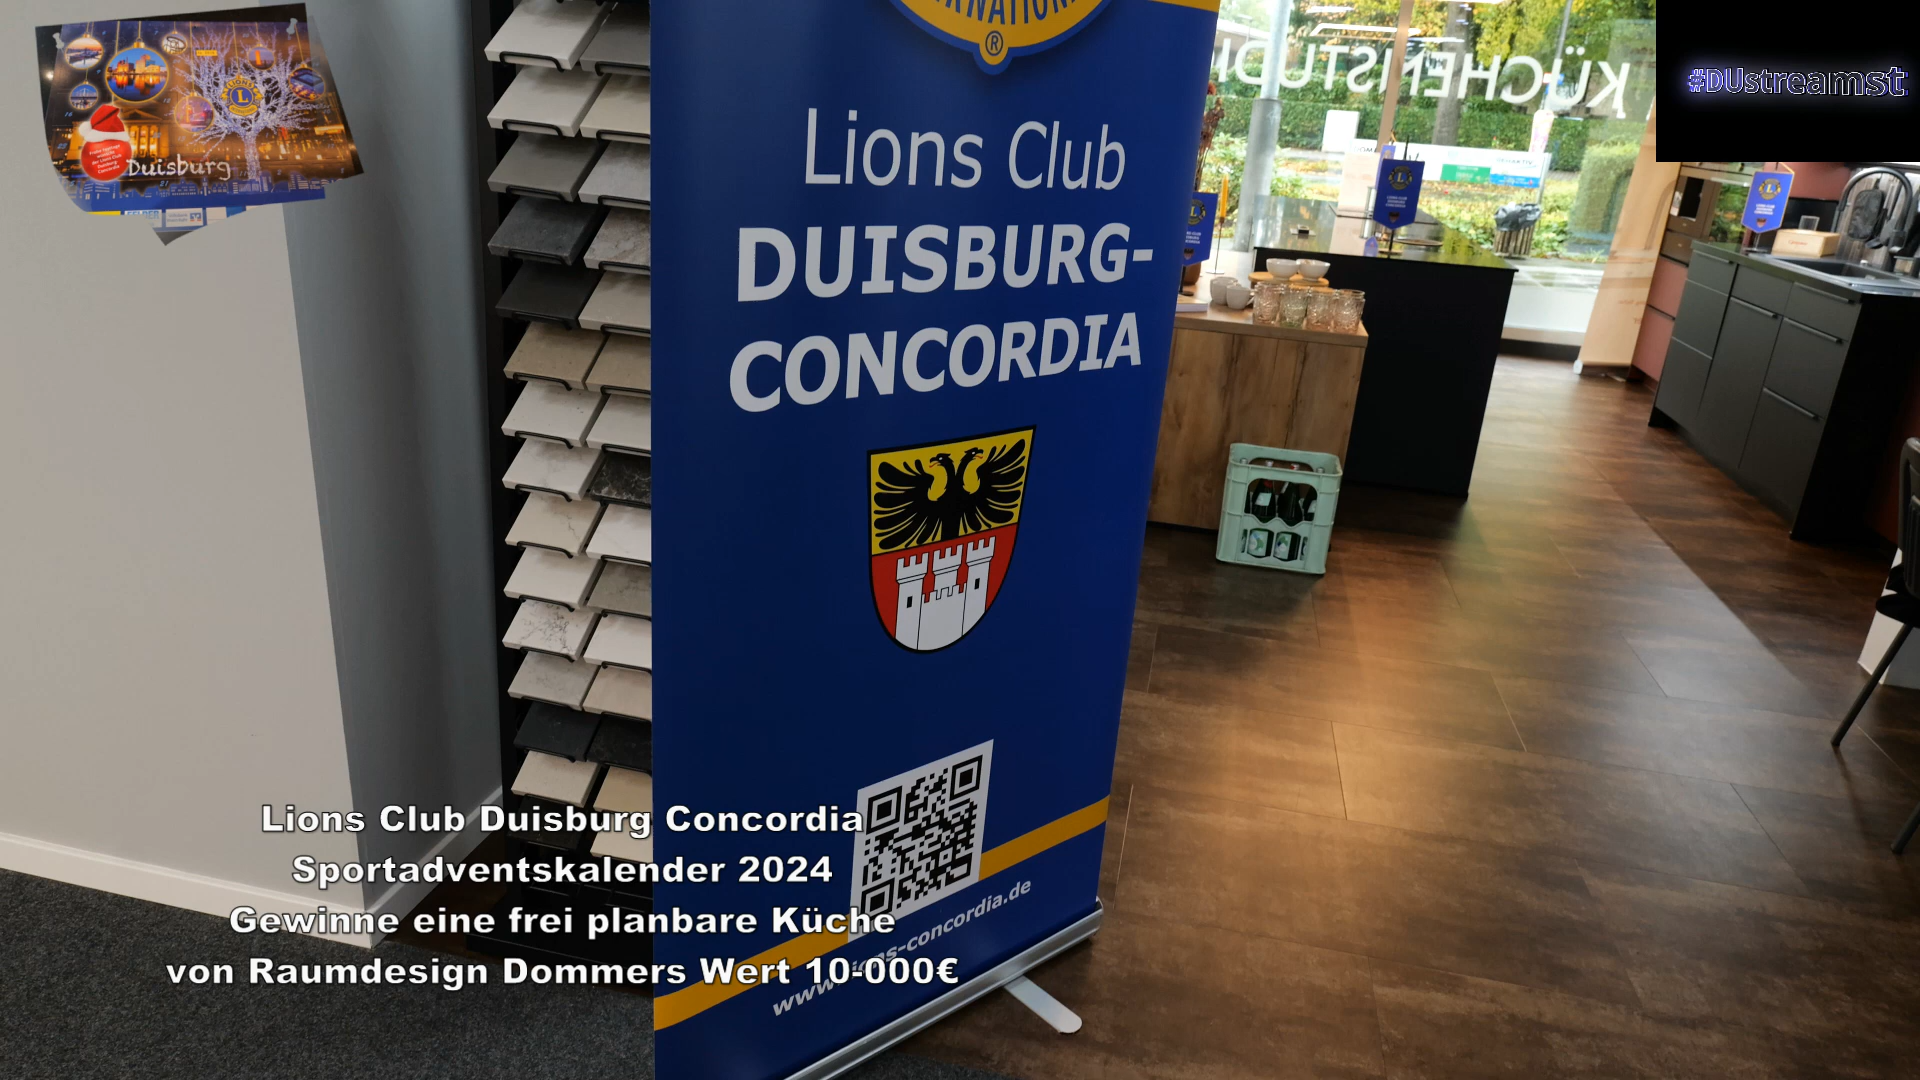 #DUstreamst
Duisburg
Lions Club
DUISBURG-
CONCORDIA
KÜCHENSTUDI
Lions Club Duisburg Concordia
Sportadventskalender 2024
Gewinne eine frei planbare Küche
von Raumdesign Dommers Wert 10-000€